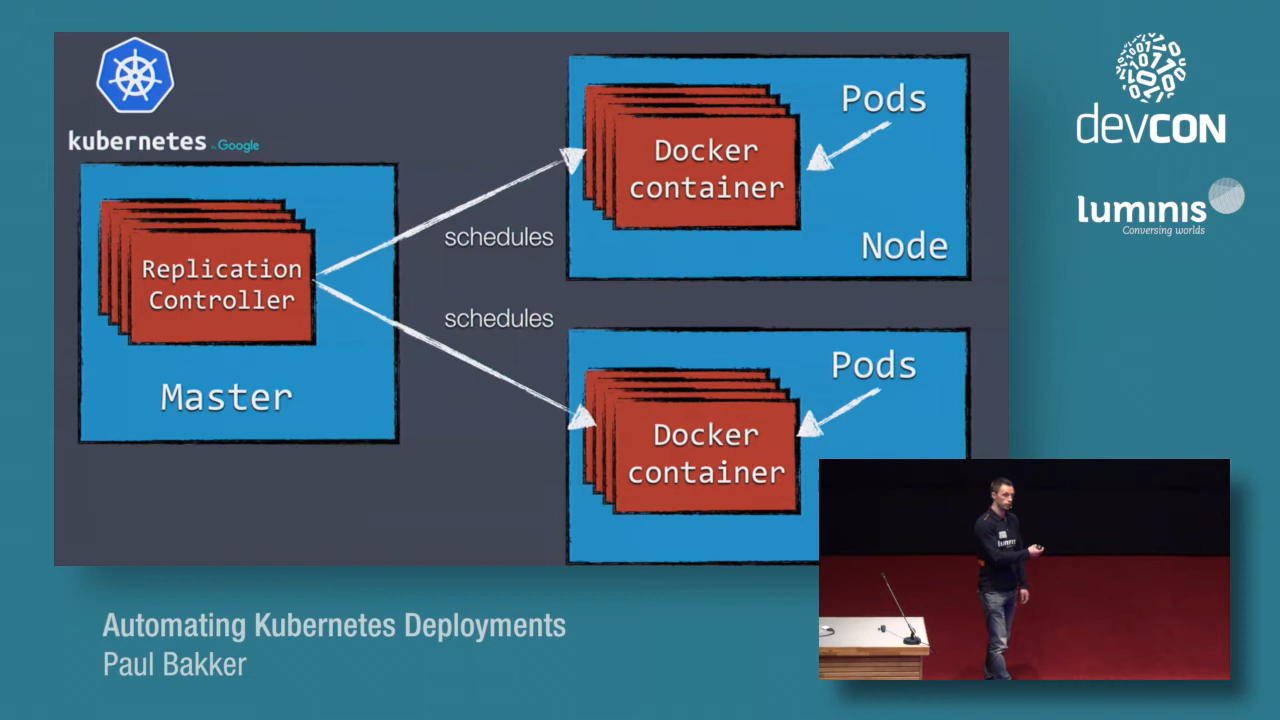 kubernetes by Google
Replication
Controller
Master
schedules
schedules
Docker
container
Pods
Node
Docker
container
Pods
devCON
luminis
Conversing worlds
luminis
Automating Kubernetes Deployments
Paul Bakker